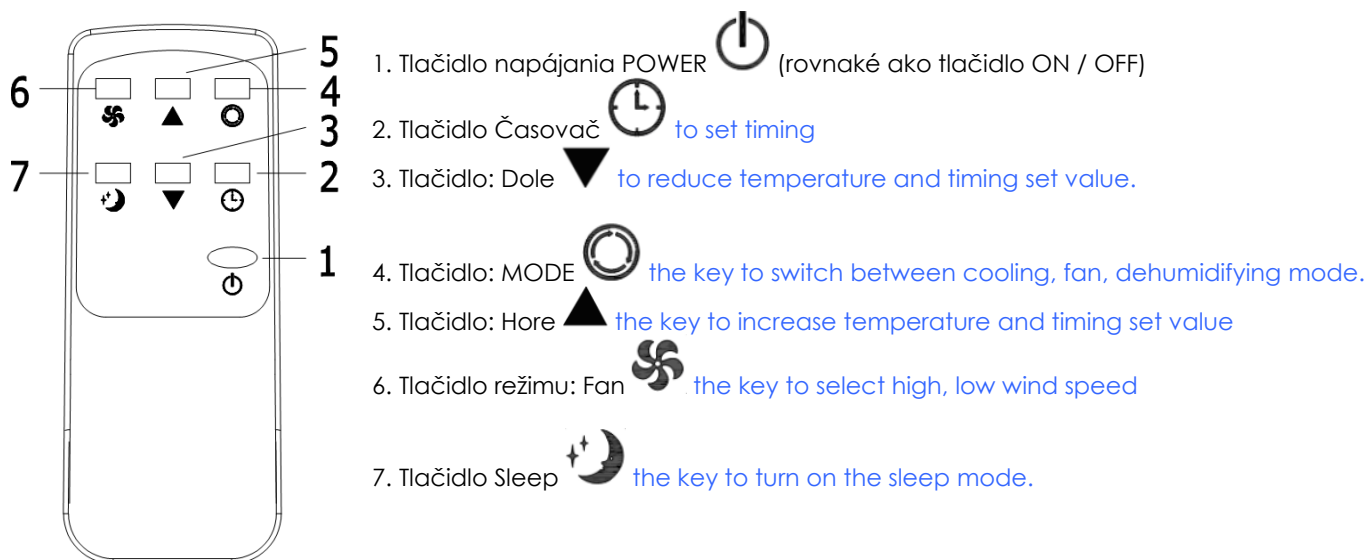 5
6
4
3
7
2
1
1. Tlačidlo napájania POWER (rovnaké ako tlačidlo ON / OFF)
2. Tlačidlo Časovač to set timing
3. Tlačidlo: Dole to reduce temperature and timing set value.
4. Tlačidlo: MODE the key to switch between cooling, fan, dehumidifying mode.
5. Tlačidlo: Hore the key to increase temperature and timing set value
6. Tlačidlo režimu: Fan the key to select high, low wind speed
7. Tlačidlo Sleep the key to turn on the sleep mode.